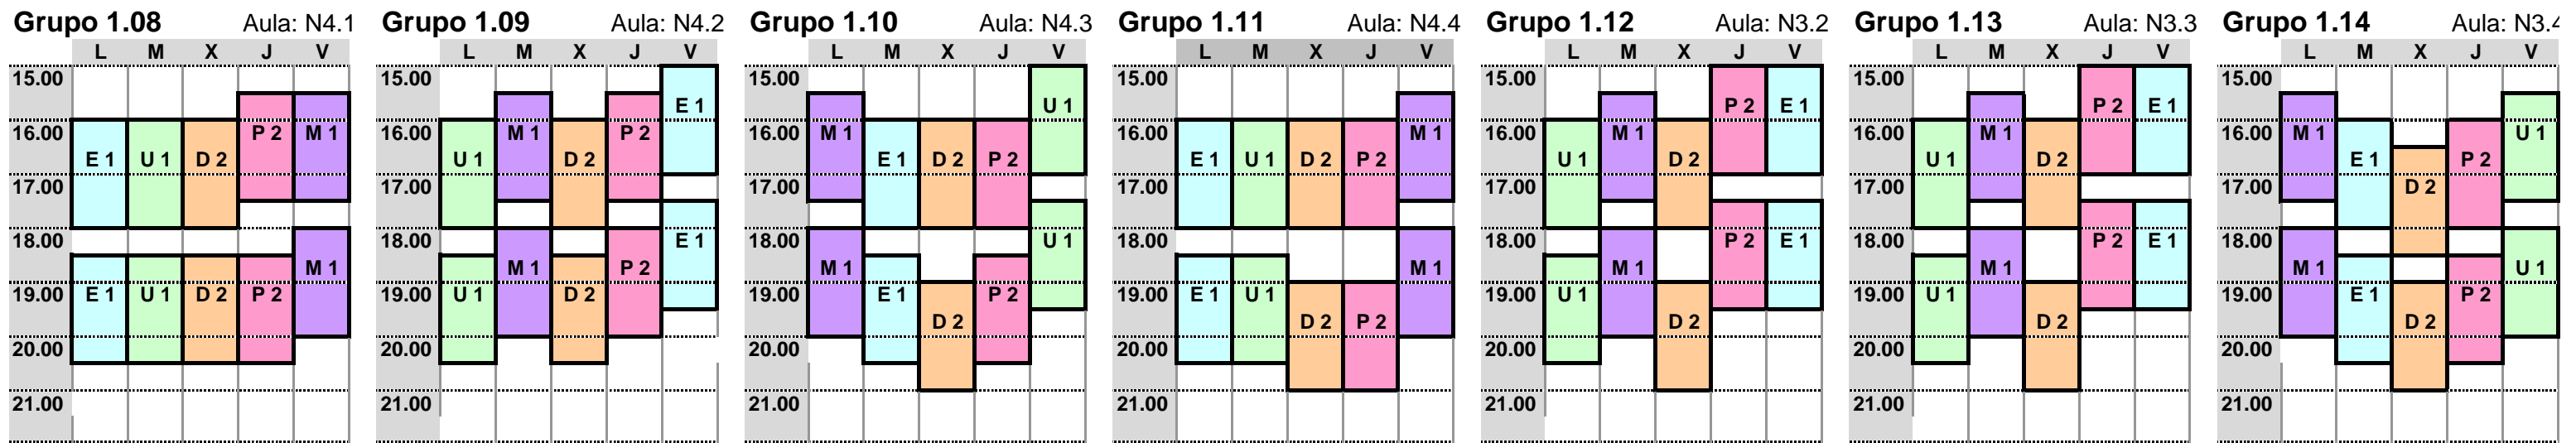 Grupo 1.08 Aula: N4.1 Grupo 1.09 Aula: N4.2 Grupo 1.10 Aula: N4.3 Grupo 1.11 Aula: N4.4 Grupo 1.12 Aula: N3.2 Grupo 1.13 Aula: N3.3 Grupo 1.14 Aula: N3.4
L M X J V L M X J V L M X J V L M X J V L M X J V L M X J V L M X J V
15.00 15.00 15.00 15.00 15.00 15.00 15.00
E 1 U 1 P 2 E 1 P 2 E 1
16.00 P 2 M 1 16.00 M 1 P 2 16.00 M 1 16.00 M 1 16.00 M 1 16.00 M 1 16.00 M 1 U 1
E 1 U 1 D 2 U 1 D 2 E 1 D 2 P 2 E 1 U 1 D 2 P 2 U 1 D 2 U 1 D 2 E 1 P 2
17.00 17.00 17.00 17.00 17.00 17.00 17.00 D 2
18.00 18.00 E 1 18.00 U 1 18.00 18.00 P 2 E 1 18.00 P 2 E 1 18.00
M 1 M 1 P 2 M 1 M 1 M 1 M 1 M 1 U 1
19.00 E 1 U 1 D 2 P 2 19.00 U 1 D 2 19.00 E 1 P 2 19.00 E 1 U 1 19.00 U 1 19.00 U 1 19.00 E 1 P 2
D 2 D 2 P 2 D 2 D 2 D 2
20.00 20.00 20.00 20.00 20.00 20.00 20.00
21.00 21.00 21.00 21.00 21.00 21.00 21.00